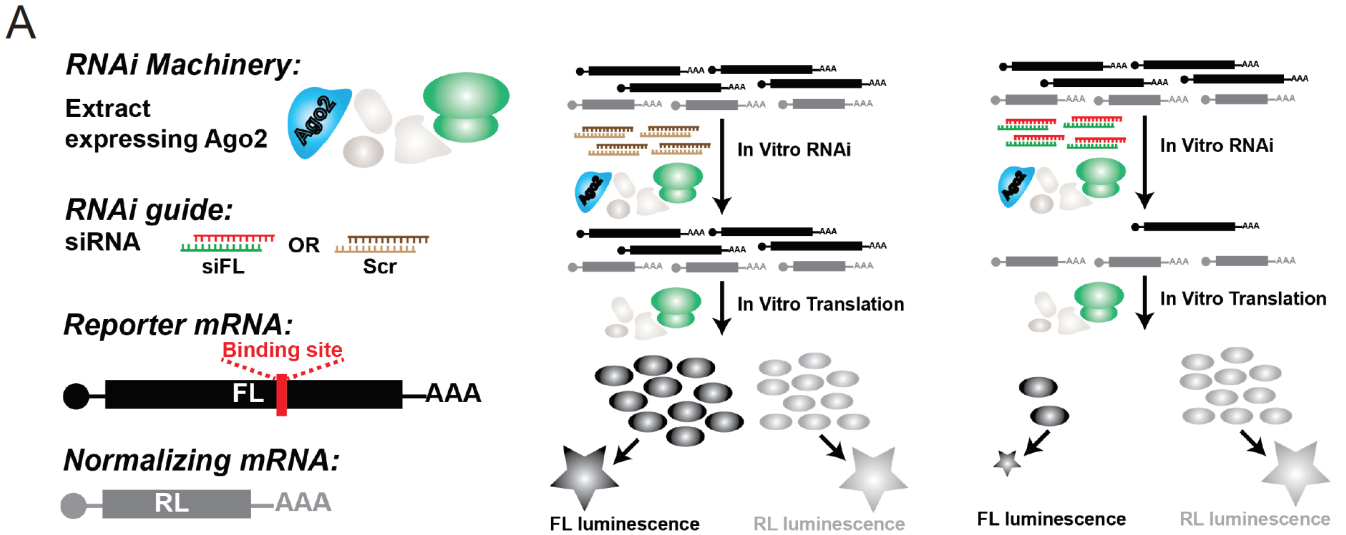 A
RNAi Machinery:
Extract
expressing Ago2
Ago2
RNAi guide:
siRNA
OR
siFL
Scr
Reporter mRNA:
Binding site
FL
AAA
Normalizing mRNA:
RL
AAA
AAA
AAA
AAA
AAA
AAA
AAA
AAA
In Vitro RNAi
Ago2
AAA
AAA
AAA
AAA
AAA
AAA
AAA
In Vitro Translation
FL luminescence
RL luminescence
AAA
AAA
AAA
AAA
AAA
AAA
AAA
In Vitro RNAi
Ago2
AAA
AAA
AAA
AAA
In Vitro Translation
FL luminescence
RL luminescence